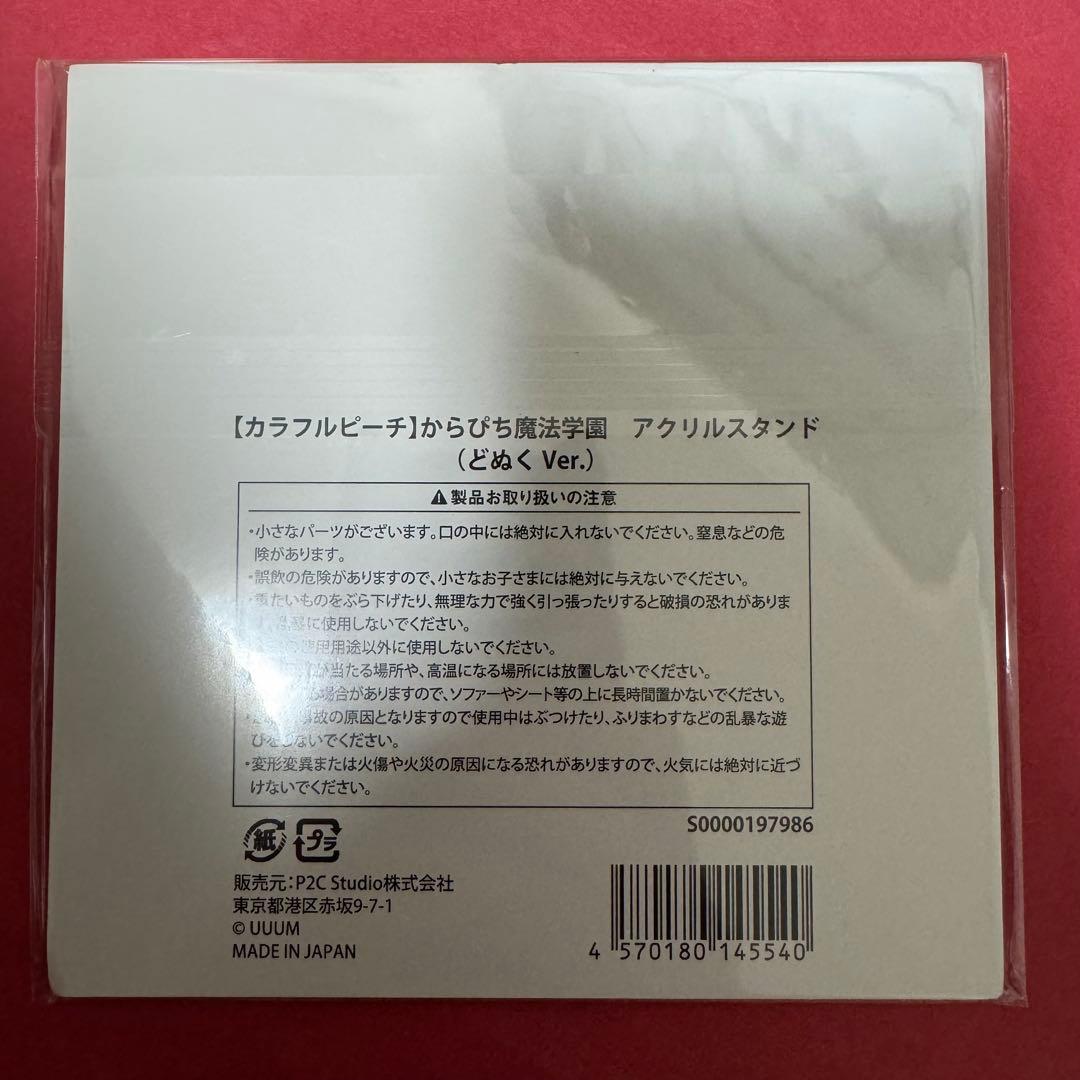 【カラフルピーチ】からぴち魔法学園　アクリルスタンド
（どぬく Ver.）
⚠製品お取り扱いの注意
・小さなパーツがございます。口の中には絶対に入れないでください。窒息などの危
険があります。
・誤飲の危険がありますので、小さなお子さまには絶対に与えないでください。
・重たいものをぶら下げたり、無理な力で強く引っ張ったりすると破損の恐れがありま
に使用しないでください。
使用用途以外に使用しないでください。
が当たる場所や、高温になる場所には放置しないでください。
場合がありますので、ソファーやシート等の上に長時間置かないでください。
事故の原因となりますので使用中はぶつけたり、ふりまわすなどの乱暴な遊
びをしないでください。
・変形変異または火傷や火災の原因になる恐れがありますので、火気には絶対に近づ
けないでください。
S0000197986
紙 プラ
販売元：P2C Studio株式会社
東京都港区赤坂9-7-1
© UUUM
MADE IN JAPAN
4 570180 145540